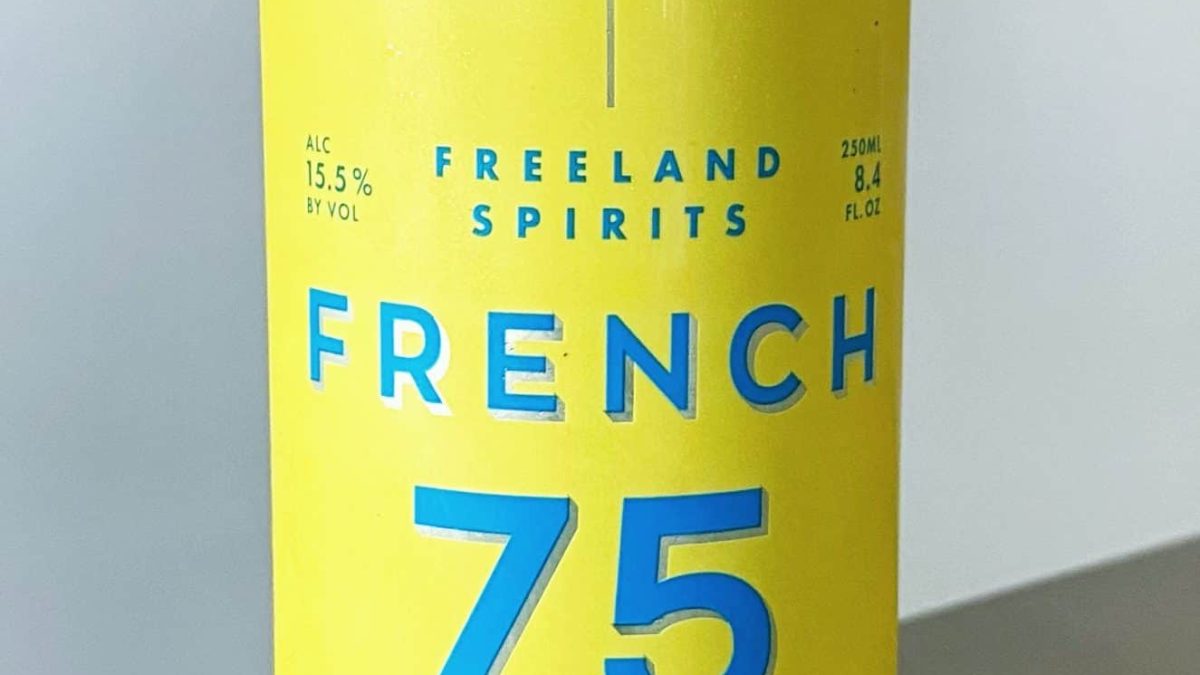 ALC
15.5%
BY VOL
FREELAND
SPIRITS
250ML
8.4
FL.OZ
FRENCH
75